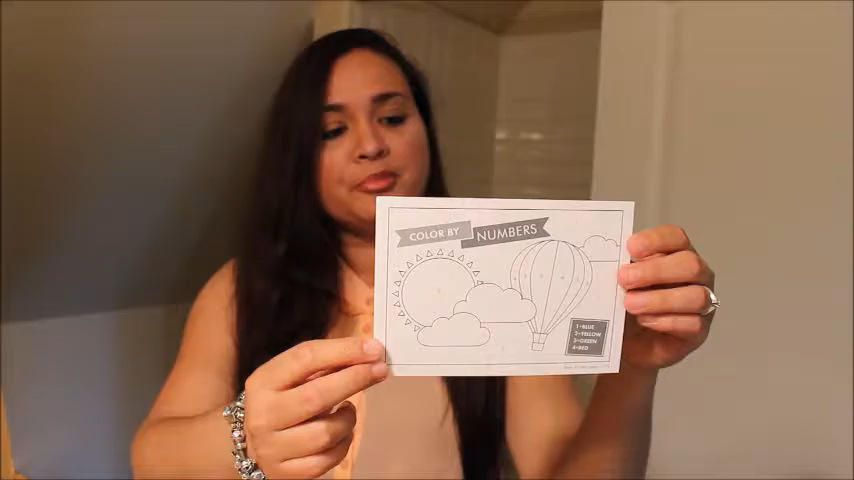 COLOR BY
NUMBERS
1-BLUE
2-YELLOW
3-GREEN
4-RED